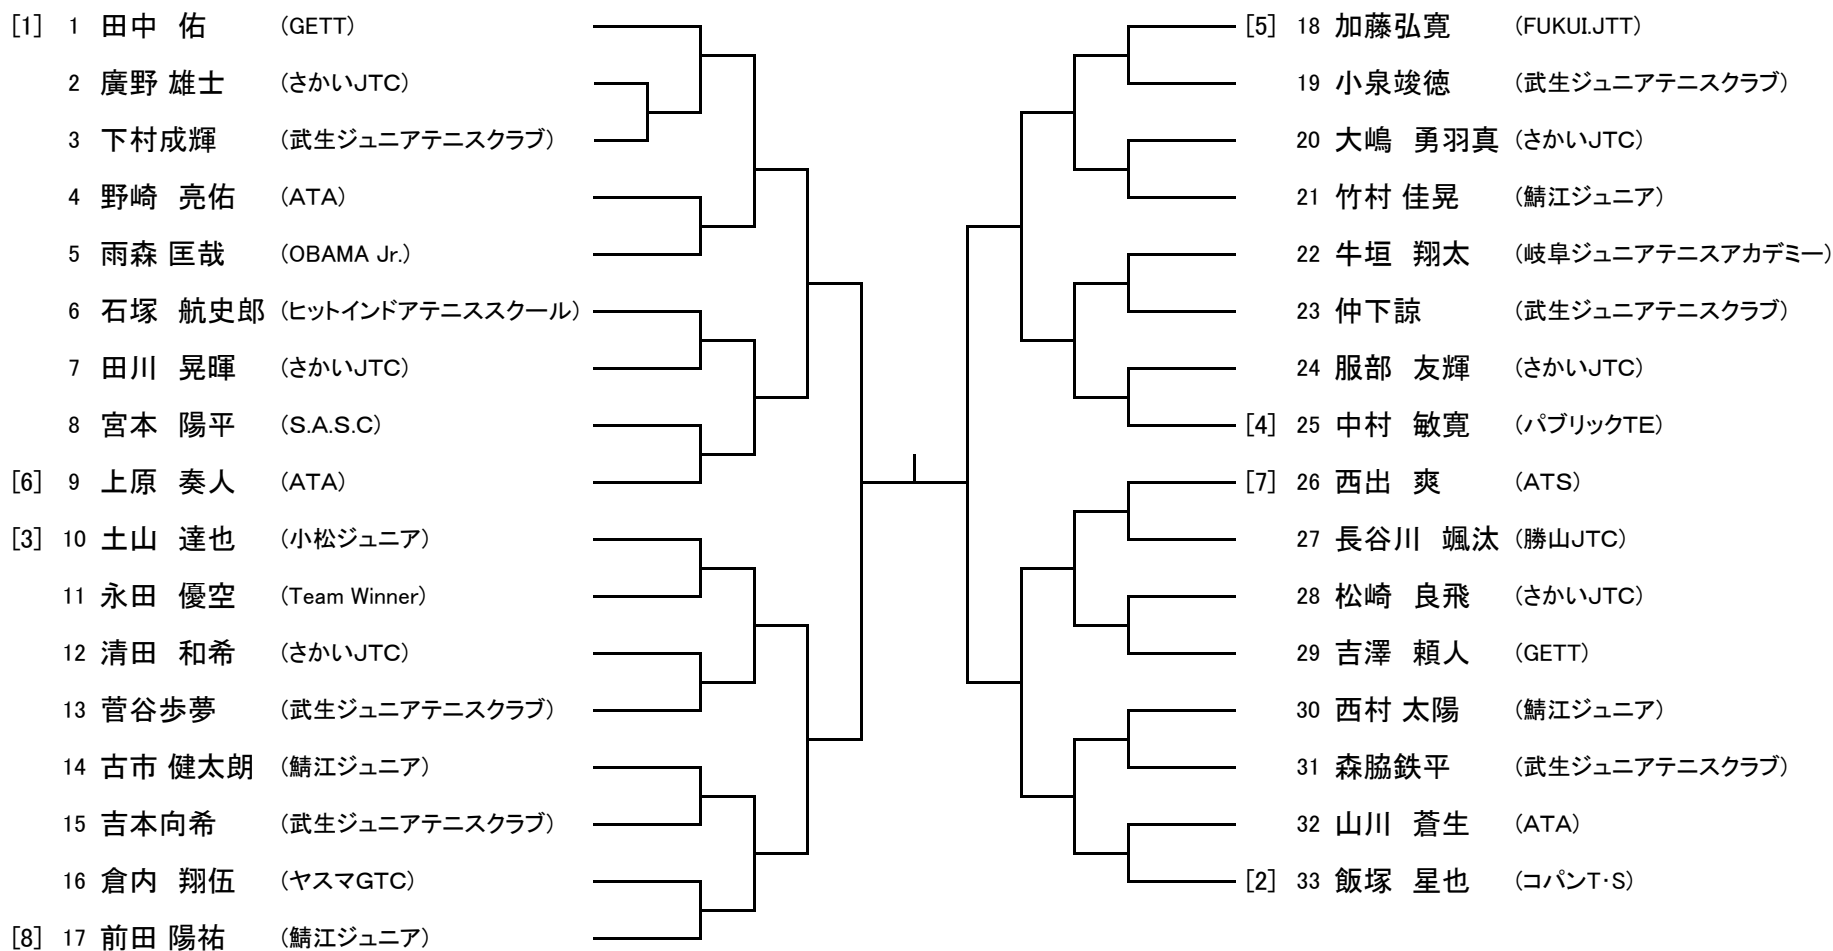 [1] 1 田中 佑 (GETT)
2 廣野 雄士 (さかいJTC)
3 下村成輝 (武生ジュニアテニスクラブ)
4 野崎 亮佑 (ATA)
5 雨森 匡哉 (OBAMA Jr.)
6 石塚 航史郎 (ヒットインドアテニススクール)
7 田川 晃暉 (さかいJTC)
8 宮本 陽平 (S.A.S.C)
[6] 9 上原 奏人 (ATA)
[3] 10 土山 達也 (小松ジュニア)
11 永田 優空 (Team Winner)
12 清田 和希 (さかいJTC)
13 菅谷歩夢 (武生ジュニアテニスクラブ)
14 古市 健太朗 (鯖江ジュニア)
15 吉本向希 (武生ジュニアテニスクラブ)
16 倉内 翔伍 (ヤスマGTC)
[8] 17 前田 陽祐 (鯖江ジュニア)
[5] 18 加藤弘寛 (FUKUI.JTT)
19 小泉竣徳 (武生ジュニアテニスクラブ)
20 大嶋 勇羽真 (さかいJTC)
21 竹村 佳晃 (鯖江ジュニア)
22 牛垣 翔太 (岐阜ジュニアテニスアカデミー)
23 仲下諒 (武生ジュニアテニスクラブ)
24 服部 友輝 (さかいJTC)
[4] 25 中村 敏寛 (パブリックTE)
[7] 26 西出 爽 (ATS)
27 長谷川 颯汰 (勝山JTC)
28 松崎 良飛 (さかいJTC)
29 吉澤 頼人 (GETT)
30 西村 太陽 (鯖江ジュニア)
31 森脇鉄平 (武生ジュニアテニスクラブ)
32 山川 蒼生 (ATA)
[2] 33 飯塚 星也 (コパンT･S)